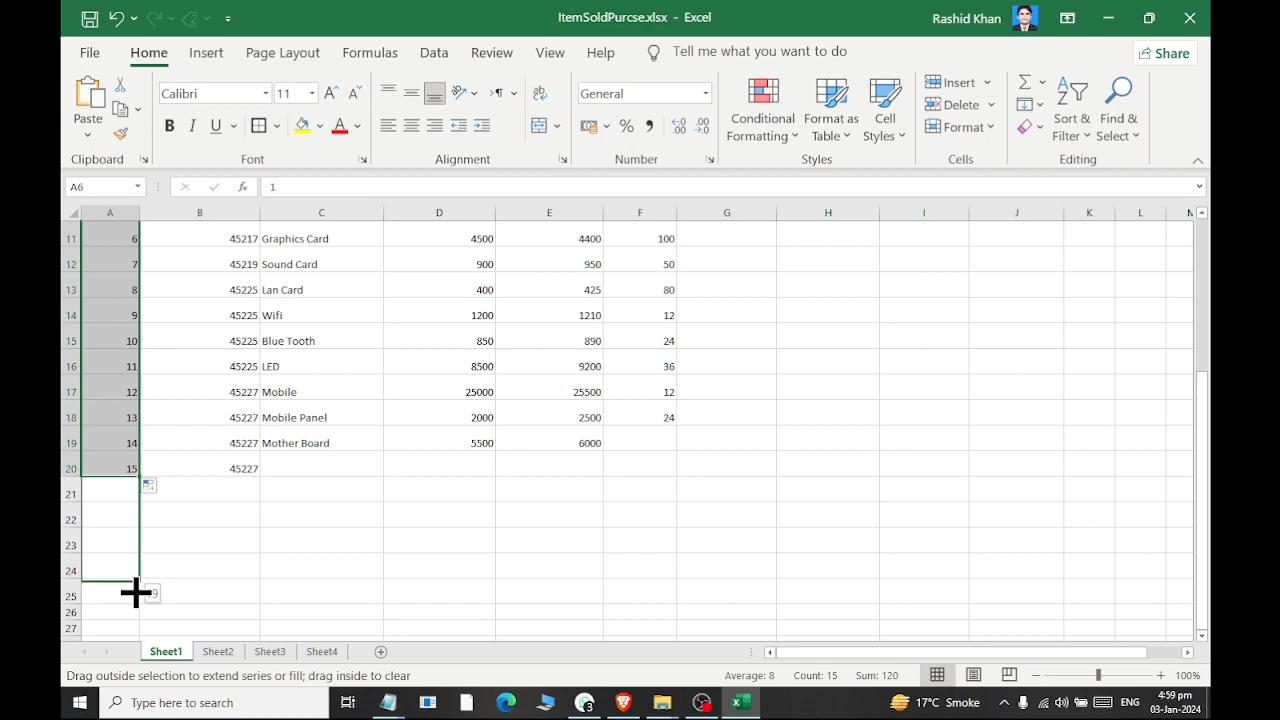 ItemSoldPurcse.xlsx - Excel
Rashid Khan
File Home Insert Page Layout Formulas Data Review View Help Tell me what you want to do Share
Paste
Calibri 11
B I U
General
Conditional Formatting
Format as Table
Cell Styles
Insert
Delete
Format
Sort & Filter
Find & Select
Clipboard Font Alignment Number Styles Cells Editing
A6 fx 1
A B C D E F G H I J K L M
11 6 45217 Graphics Card 4500 4400 100
12 7 45219 Sound Card 900 950 50
13 8 45225 Lan Card 400 425 80
14 9 45225 Wifi 1200 1210 12
15 10 45225 Blue Tooth 850 890 24
16 11 45225 LED 8500 9200 36
17 12 45227 Mobile 25000 25500 12
18 13 45227 Mobile Panel 2000 2500 24
19 14 45227 Mother Board 5500 6000
20 15 45227
21
22
23
24
25
26
27
Sheet1 Sheet2 Sheet3 Sheet4
Drag outside selection to extend series or fill; drag inside to clear Average: 8 Count: 15 Sum: 120 100%
Type here to search
17°C Smoke
ENG
4:59 pm
03-Jan-2024